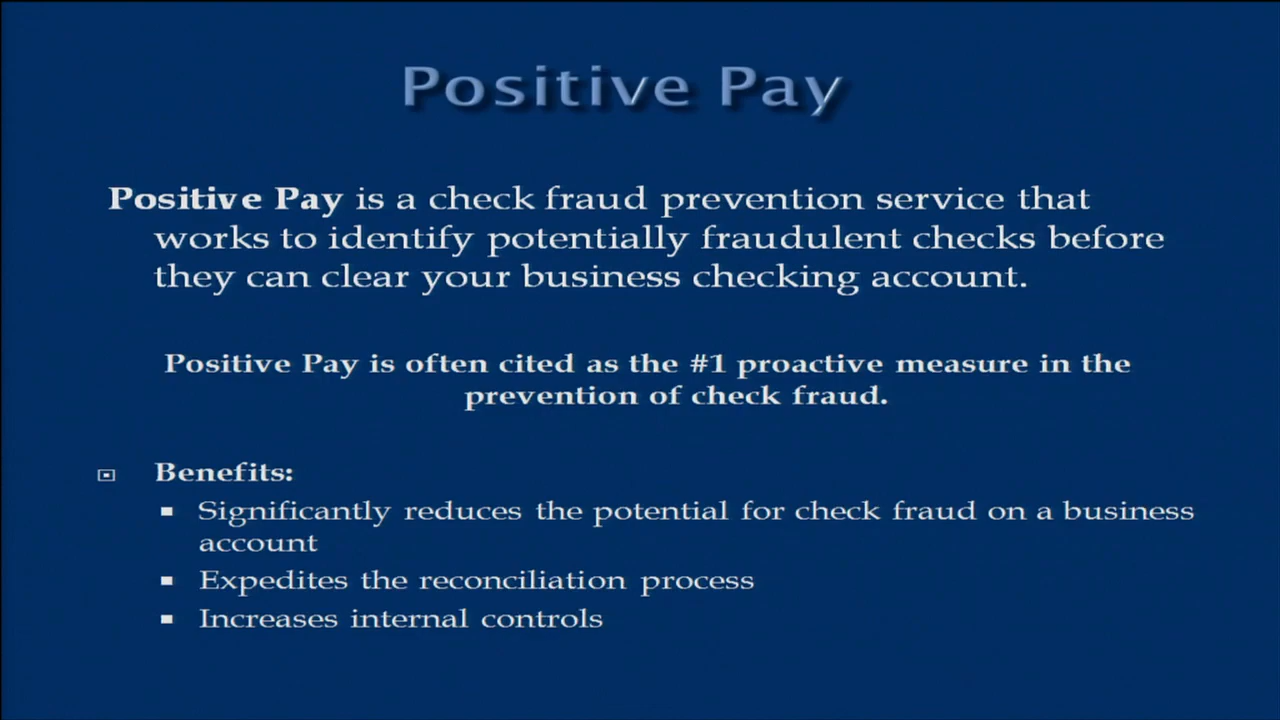 Positive Pay
Positive Pay is a check fraud prevention service that
works to identify potentially fraudulent checks before
they can clear your business checking account.
Positive Pay is often cited as the #1 proactive measure in the
prevention of check fraud.
Benefits:
Significantly reduces the potential for check fraud on a business
account
Expedites the reconciliation process
Increases internal controls